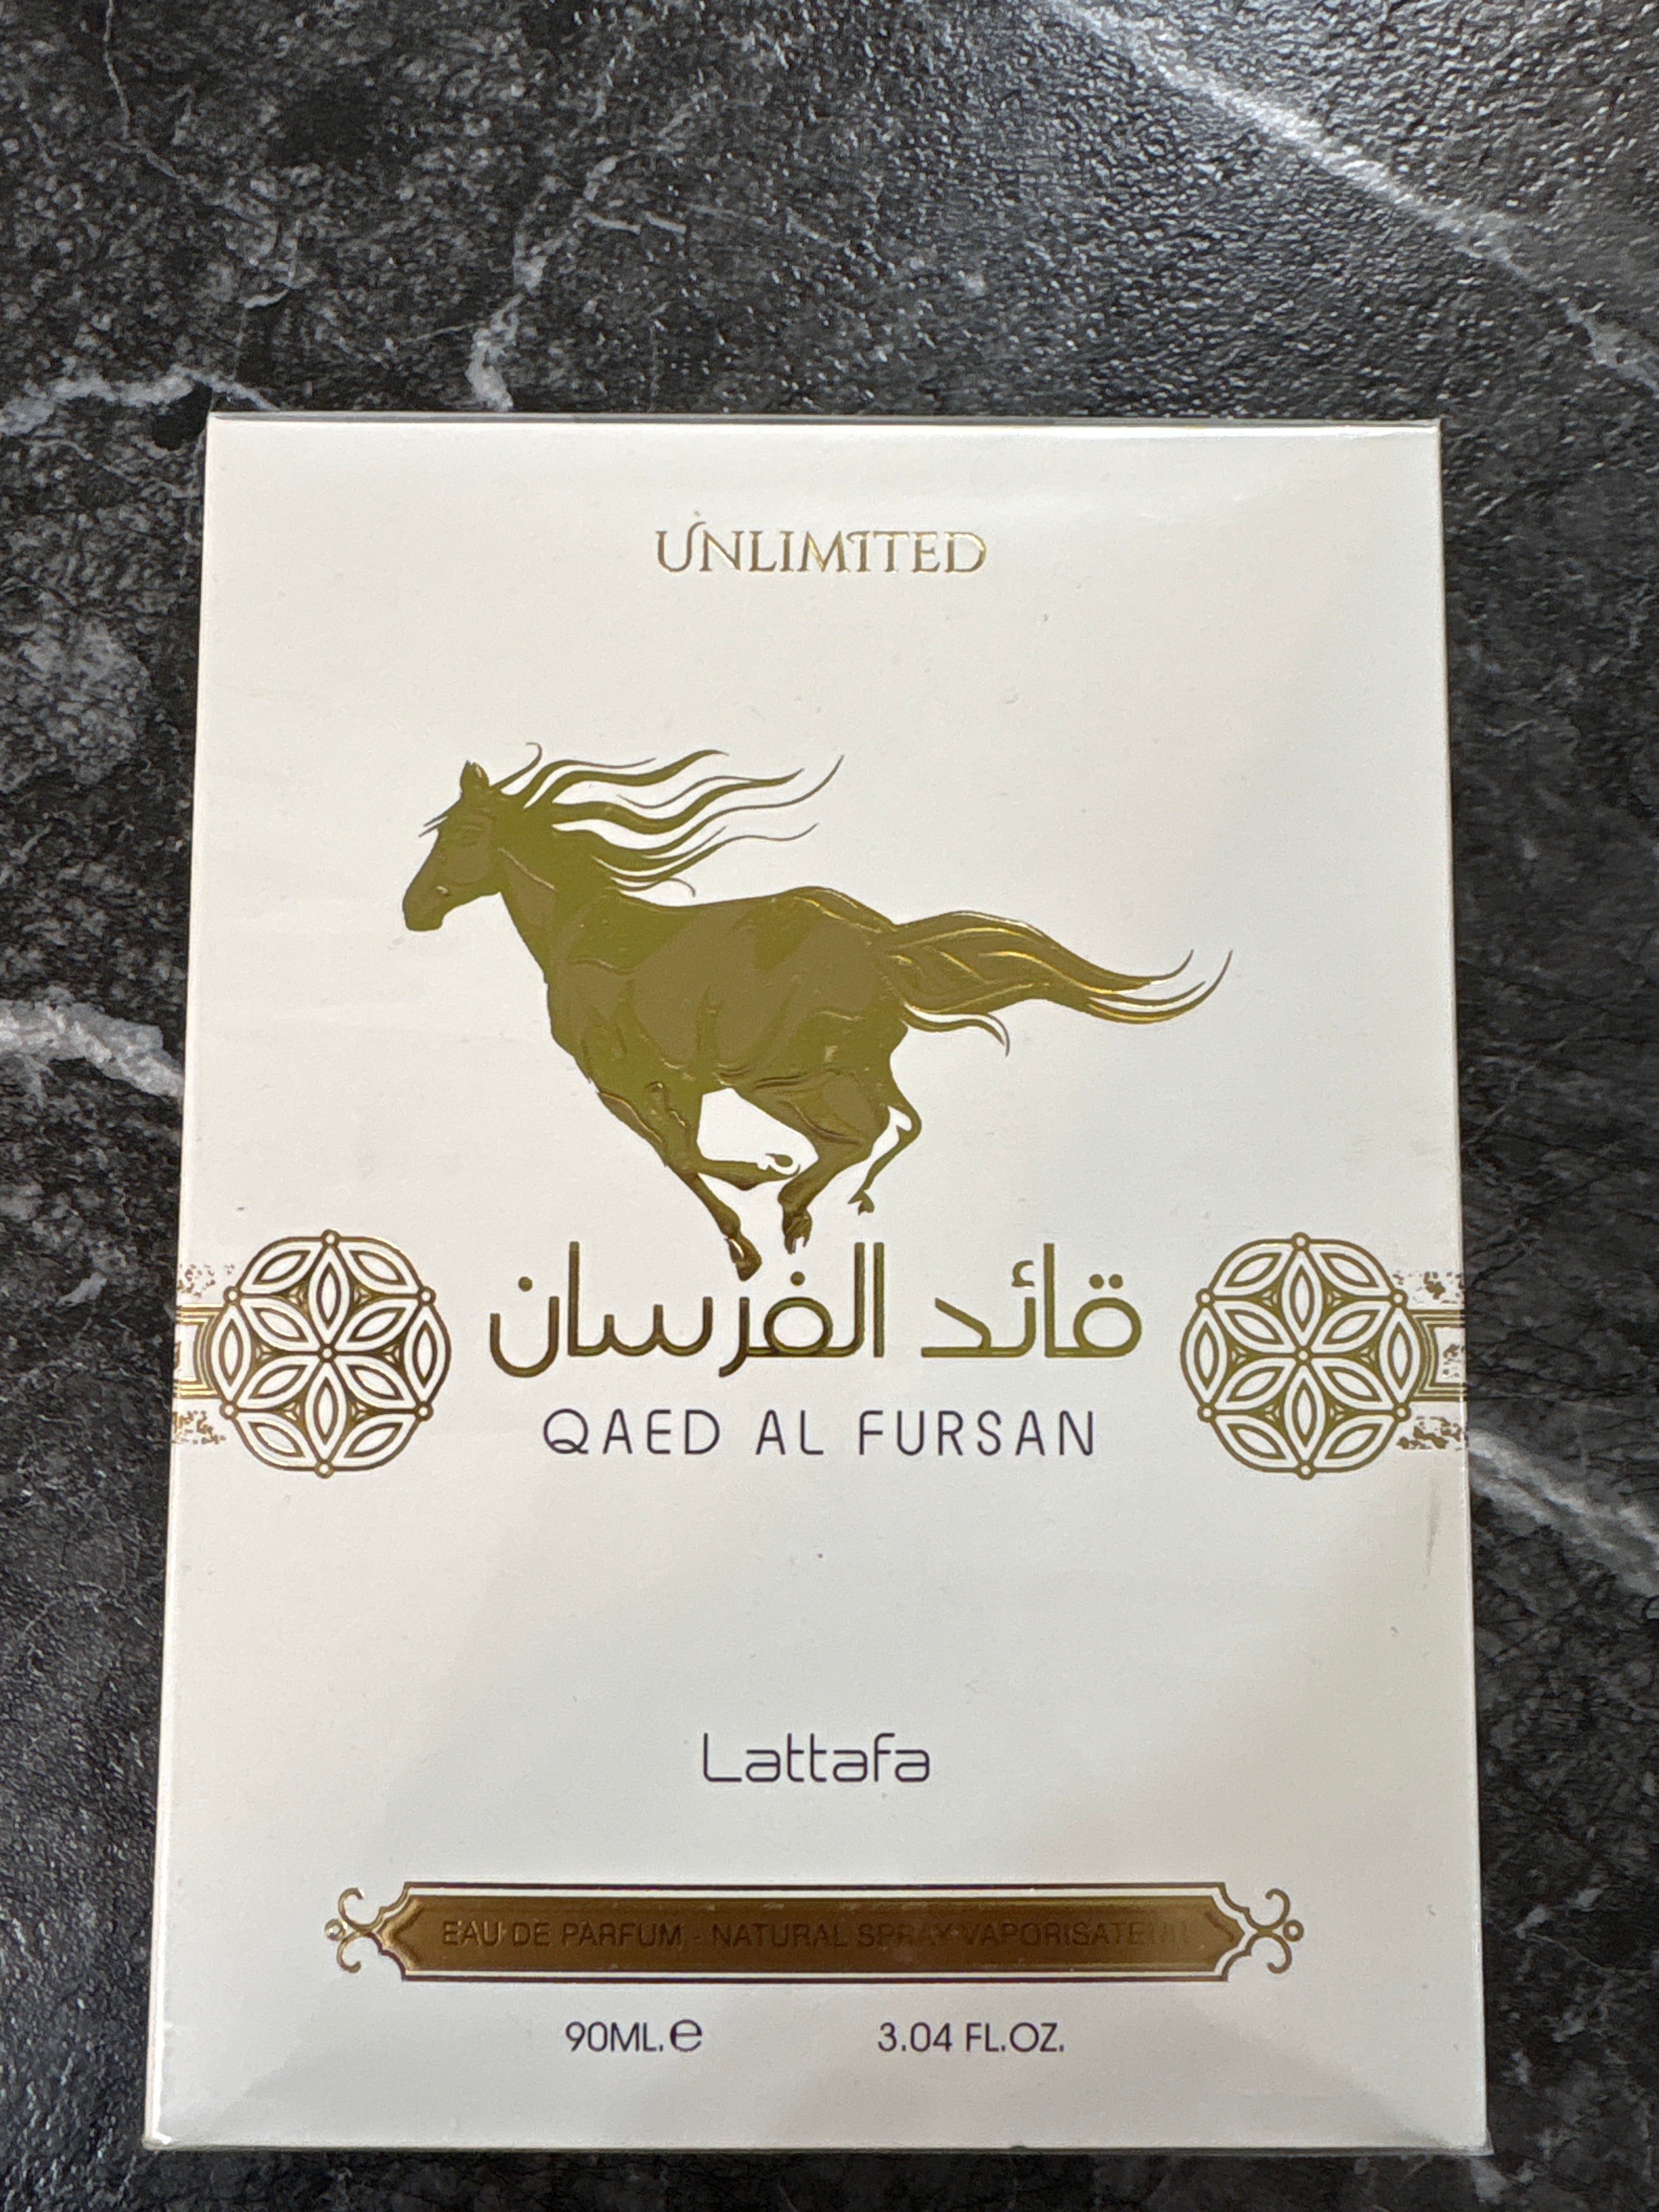 UNLIMITED
قائد الفرسان
QAED AL FURSAN
Lattafa
EAU DE PARFUM - NATURAL SPRAY VAPORISATEUR
90ML.e 3.04 FL.OZ.